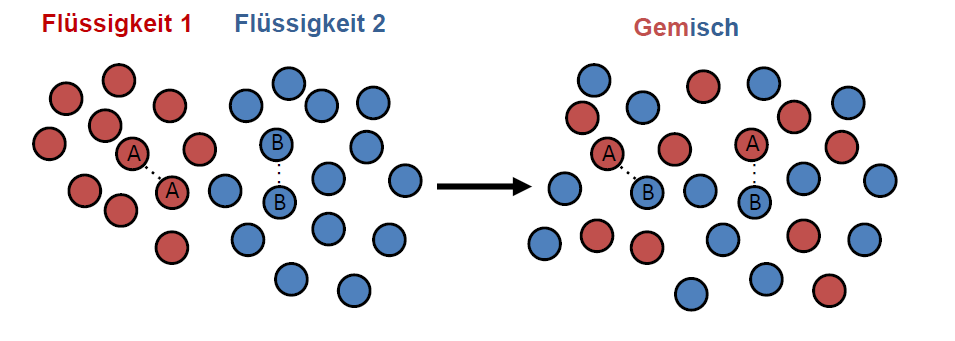 Flüssigkeit 1 Flüssigkeit 2 Gemisch
B A
A A
A B
B B